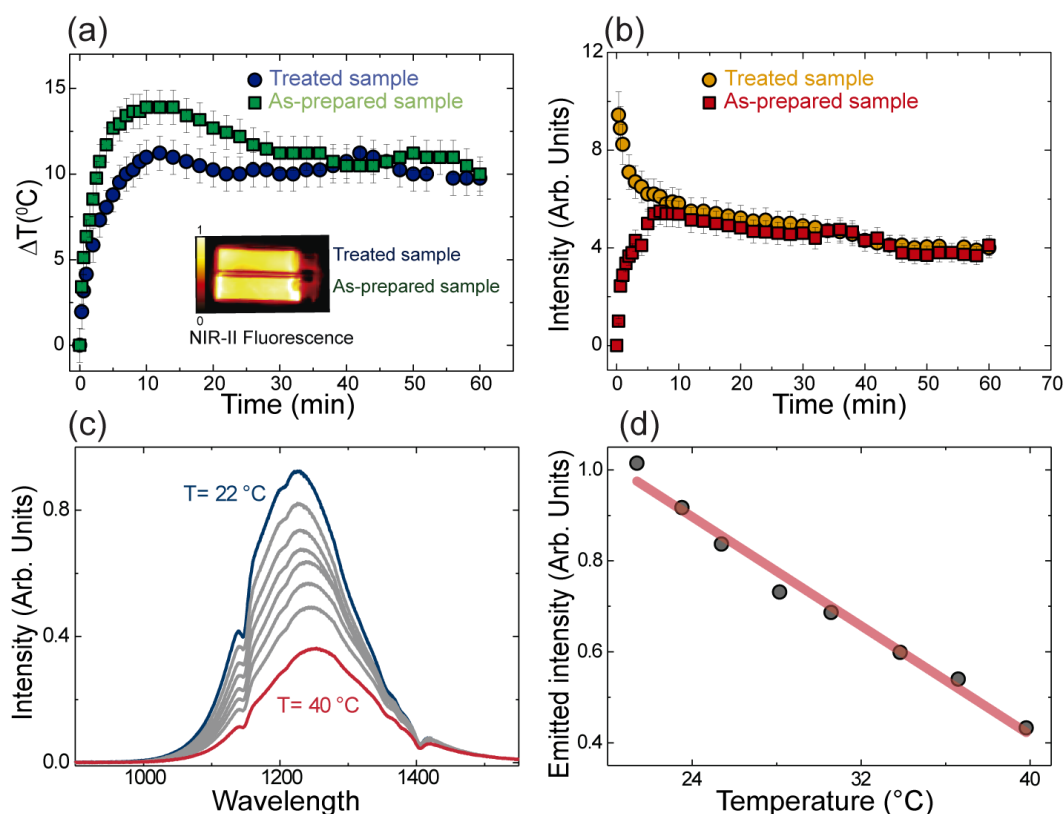 (a)
Treated sample
As-prepared sample
15
10
5
0
ΔT(⁰C)
1
0
Treated sample
As-prepared sample
NIR-II Fluorescence
0 10 20 30 40 50 60
Time (min)
(b)
Treated sample
As-prepared sample
12
8
4
0
Intensity (Arb. Units)
0 10 20 30 40 50 60 70
Time (min)
(c)
T= 22 °C
T= 40 °C
0.8
0.4
0.0
Intensity (Arb. Units)
1000 1200 1400
Wavelength
(d)
1.0
0.8
0.6
0.4
Emitted intensity (Arb. Units)
24 32 40
Temperature (°C)